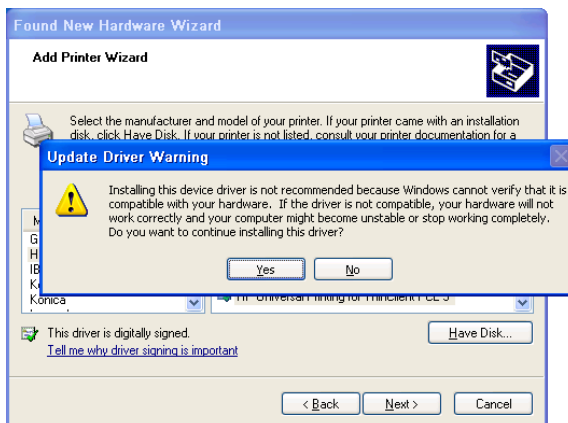 Found New Hardware Wizard
Add Printer Wizard
Select the manufacturer and model of your printer. If your printer came with an installation
disk, click Have Disk. If your printer is not listed, consult your printer documentation for a
Update Driver Warning
Installing this device driver is not recommended because Windows cannot verify that it is
compatible with your hardware. If the driver is not compatible, your hardware will not
work correctly and your computer might become unstable or stop working completely.
Do you want to continue installing this driver?
Yes No
M
G
H
IB
K
Konica
This driver is digitally signed.
Have Disk...
Tell me why driver signing is important
< Back Next > Cancel